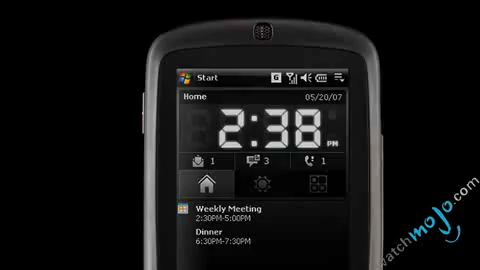 Start G
Home 05/20/07
2:38 PM
1 3 1
Weekly Meeting
2:30PM-5:00PM
Dinner
6:30PM-7:30PM
watchmojo.com